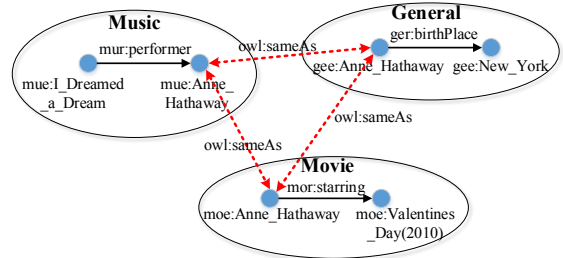 Music
mur:performer
mue:I_Dreamed
_a_Dream
mue:Anne_
Hathaway
owl:sameAs
General
ger:birthPlace
gee:Anne_Hathaway
gee:New_York
owl:sameAs
owl:sameAs
Movie
mor:starring
moe:Anne_Hathaway
moe:Valentines
_Day(2010)